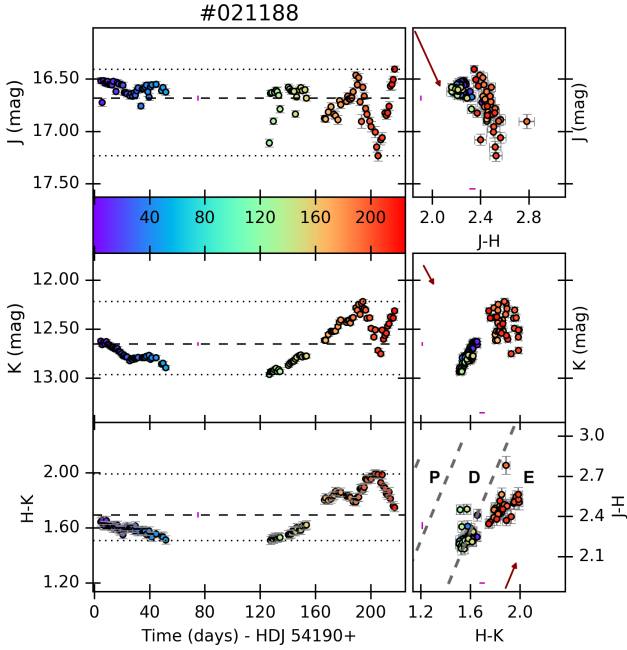 #021188
J (mag)
16.50
17.00
17.50
J (mag)
2.0 2.4 2.8
J-H
40 80 120 160 200
K (mag)
12.00
12.50
13.00
K (mag)
H-K
2.00
1.60
1.20
P D E
3.0
2.7
2.4
2.1
J-H
0 40 80 120 160 200
Time (days) - HDJ 54190+
1.2 1.6 2.0
H-K